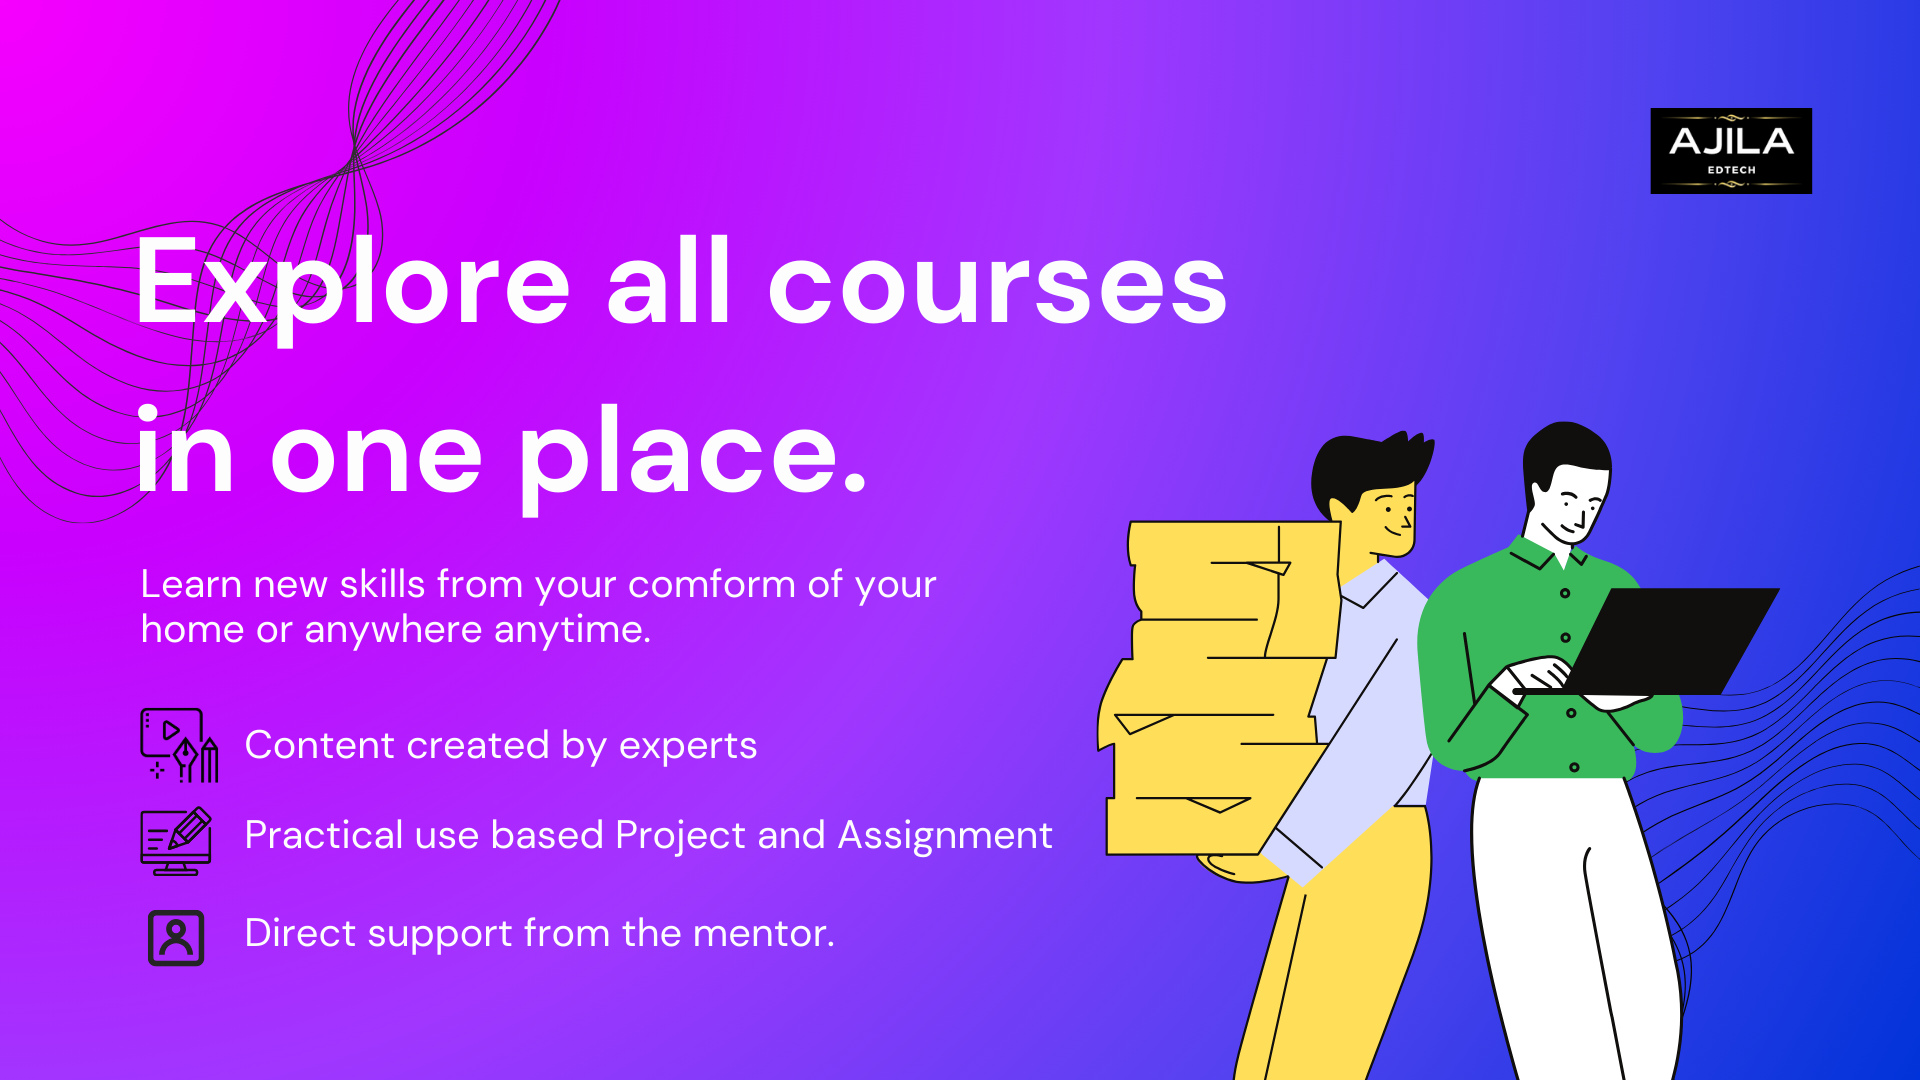 AJILA
EDTECH
Explore all courses
in one place.
Learn new skills from your comform of your
home or anywhere anytime.
Content created by experts
Practical use based Project and Assignment
Direct support from the mentor.